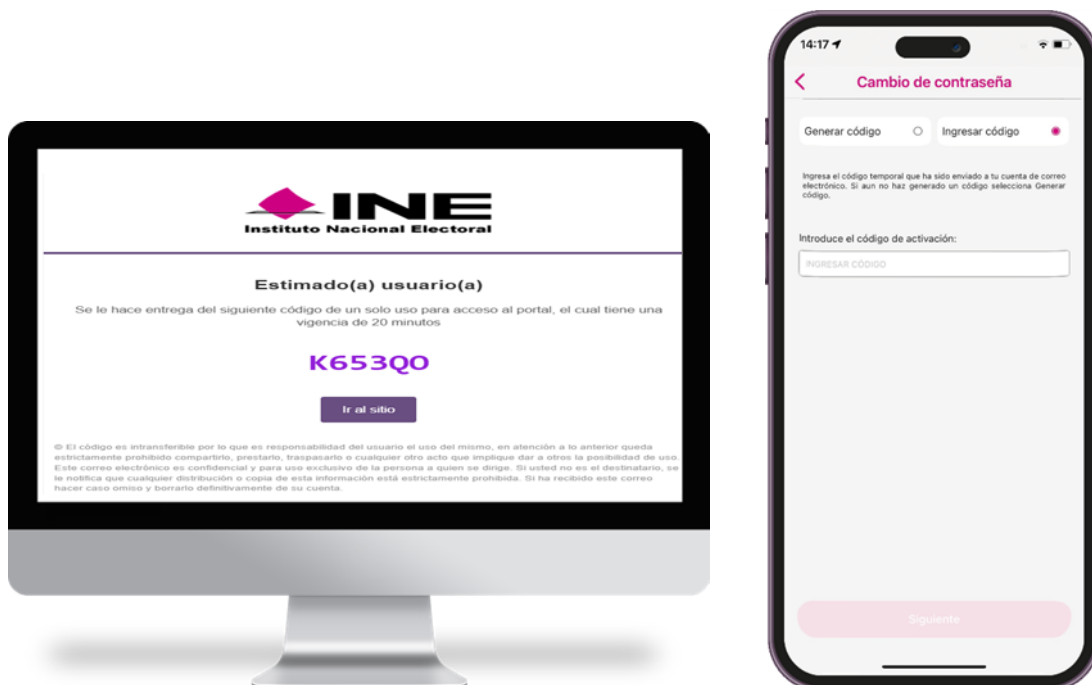 INE
Instituto Nacional Electoral
Estimado(a) usuario(a)
Se le hace entrega del siguiente código de un solo uso para acceso al portal, el cual tiene una
vigencia de 20 minutos
K653QO
Ir al sitio
© El código es intransferible por lo que es responsabilidad del usuario el uso del mismo, en atención a lo anterior queda
estrictamente prohibido compartirlo, prestarlo, traspasarlo o cualquier otro acto que implique dar a otros la posibilidad de uso.
Este correo electrónico es confidencial y para uso exclusivo de la persona a quien se dirige. Si usted no es el destinatario, se
le notifica que cualquier distribución o copia de esta información está estrictamente prohibida. Si ha recibido este correo
hacer caso omiso y borrarlo definitivamente de su cuenta.
14:17
Cambio de contraseña
Generar código Ingresar código
Ingresa el código temporal que ha sido enviado a tu cuenta de correo
electrónico. Si aun no haz generado un código selecciona Generar
código.
Introduce el código de activación:
INGRESAR CÓDIGO
Siguiente